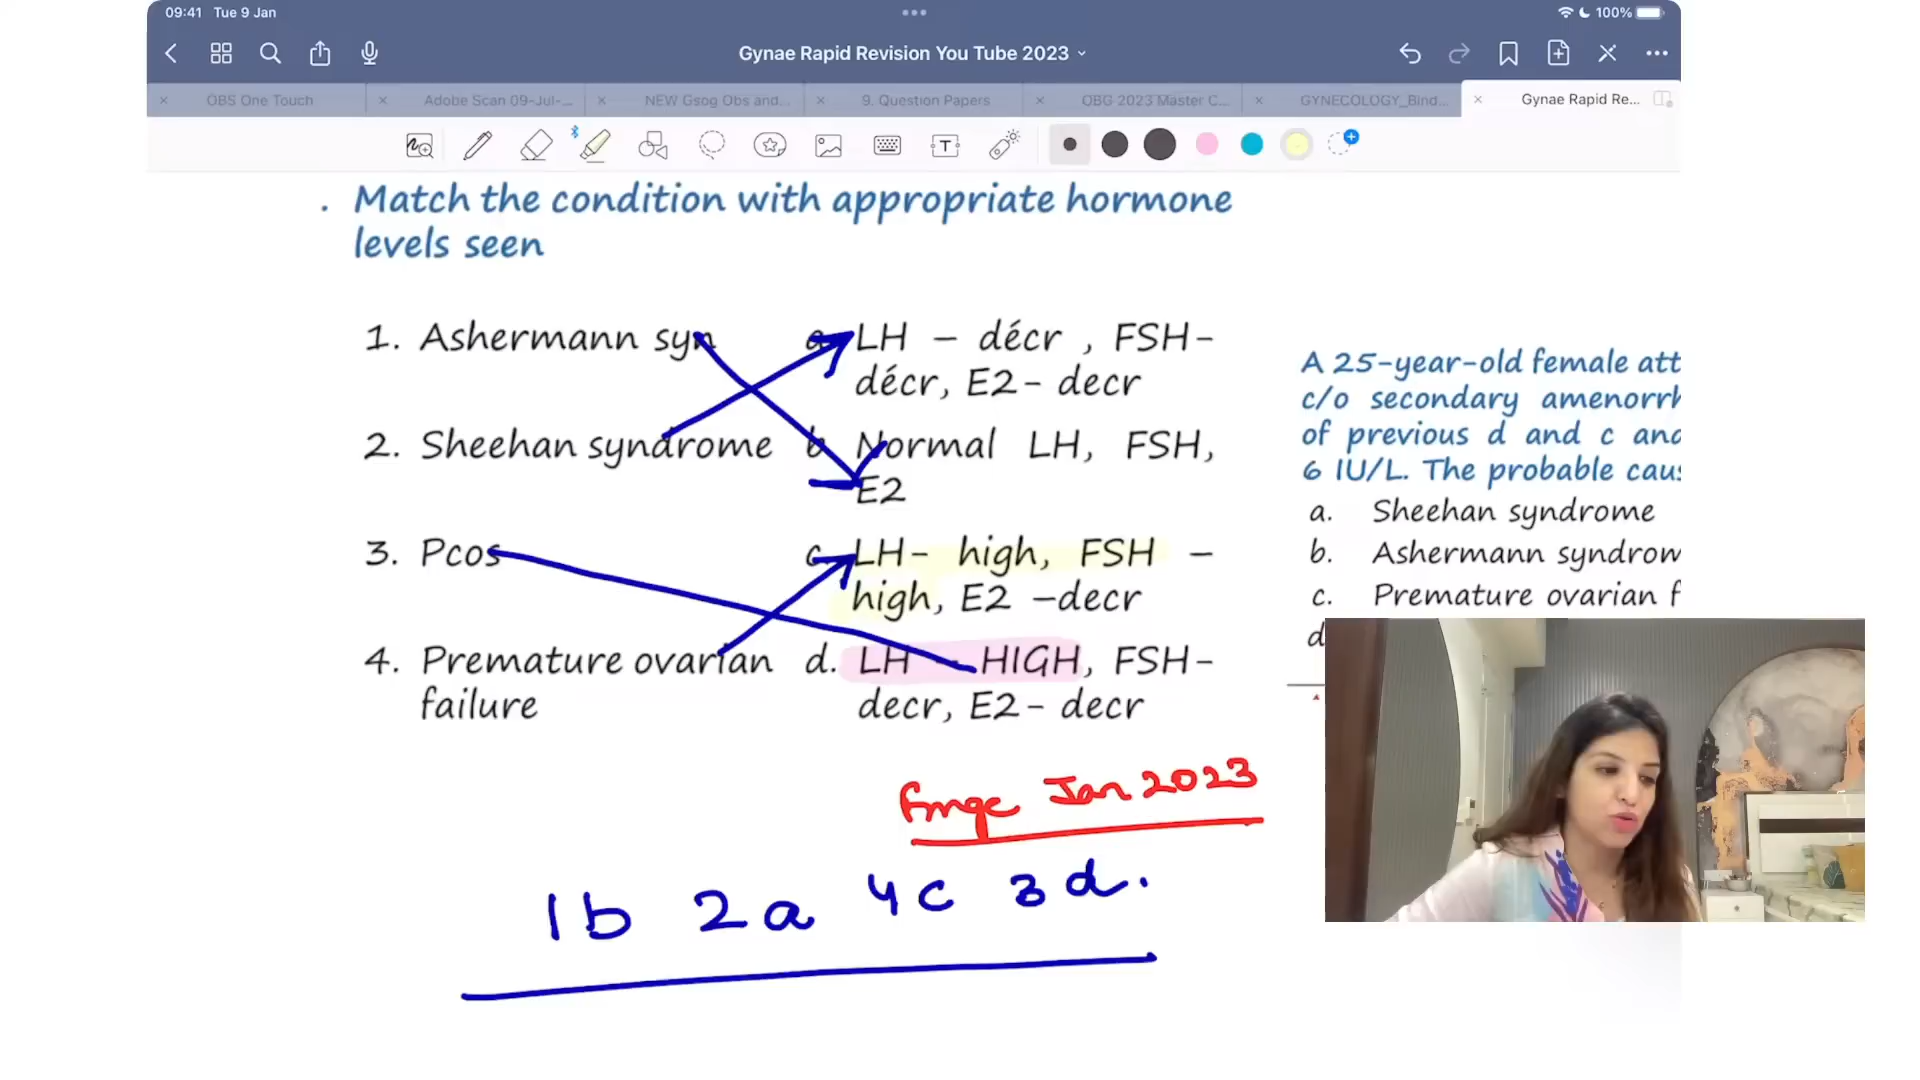 09:41 Tue 9 Jan
100%
Gynae Rapid Revision You Tube 2023
OBS One Touch
Adobe Scan 09-Jul-...
NEW Gsog Obs and...
9. Question Papers
OBG 2023 Master C...
GYNECOLOGY_Bind...
Gynae Rapid Re...
. Match the condition with appropriate hormone
levels seen
1. Ashermann syn
a. LH – décr , FSH-
décr, E2- decr
2. Sheehan syndrome
b Normal LH, FSH,
E2
3. Pcos
c. LH- high, FSH –
high, E2 –decr
4. Premature ovarian
failure
d. LH – HIGH, FSH-
decr, E2- decr
fmge Jan 2023
1b 2a 4c 3d.
A 25-year-old female att
c/o secondary amenorrh
of previous d and c and
6 IU/L. The probable caus
a. Sheehan syndrome
b. Ashermann syndrom
c. Premature ovarian f
d